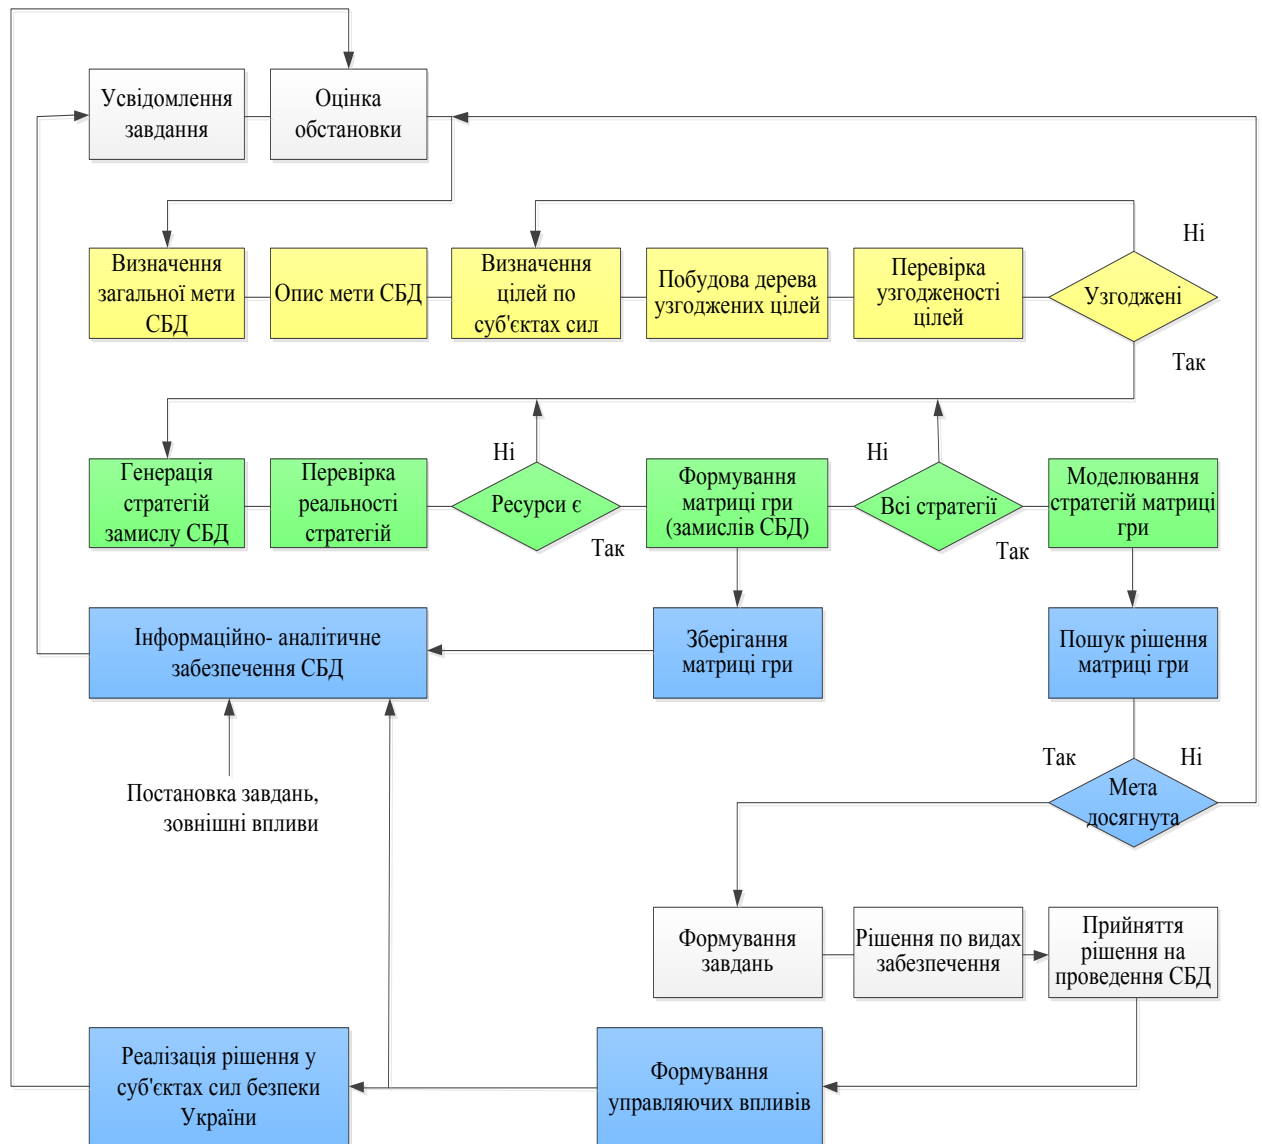 Усвідомлення
завдання
Оцінка
обстановки
Визначення
загальної мети
СБД
Опис мети СБД
Визначення
цілей по
суб'єктах сил
Побудова дерева
узгоджених цілей
Перевірка
узгодженості
цілей
Узгоджені
Ні
Так
Генерація
стратегій
замислу СБД
Перевірка
реальності
стратегій
Ні
Ресурси є
Так
Формування
матриці гри
(замислів СБД)
Ні
Всі стратегії
Так
Моделювання
стратегій матриці
гри
Інформаційно- аналітичне
забезпечення СБД
Зберігання
матриці гри
Пошук рішення
матриці гри
Постановка завдань,
зовнішні впливи
Так
Ні
Мета
досягнута
Формування
завдань
Рішення по видах
забезпечення
Прийняття
рішення на
проведення СБД
Реалізація рішення у
суб'єктах сил безпеки
України
Формування
управляючих впливів